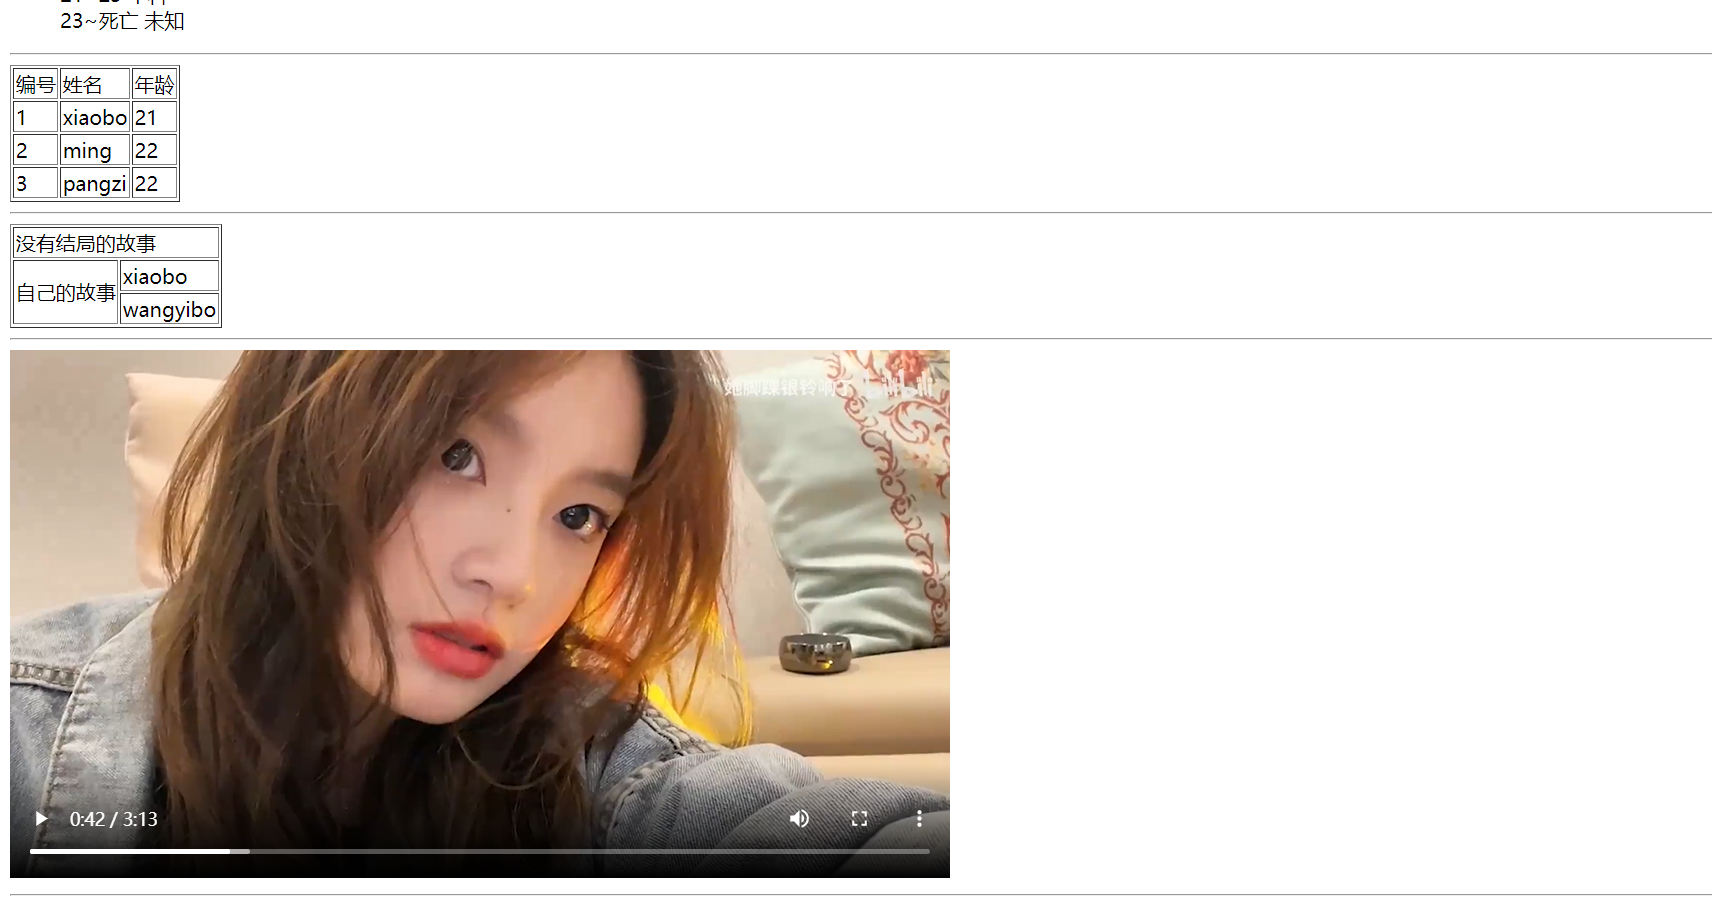 23~死亡 未知
编号 姓名 年龄
1 xiaobo 21
2 ming 22
3 pangzi 22
没有结局的故事
自己的故事 xiaobo
wangyibo
她脚踝银铃响了 bilibili
0:42 / 3:13